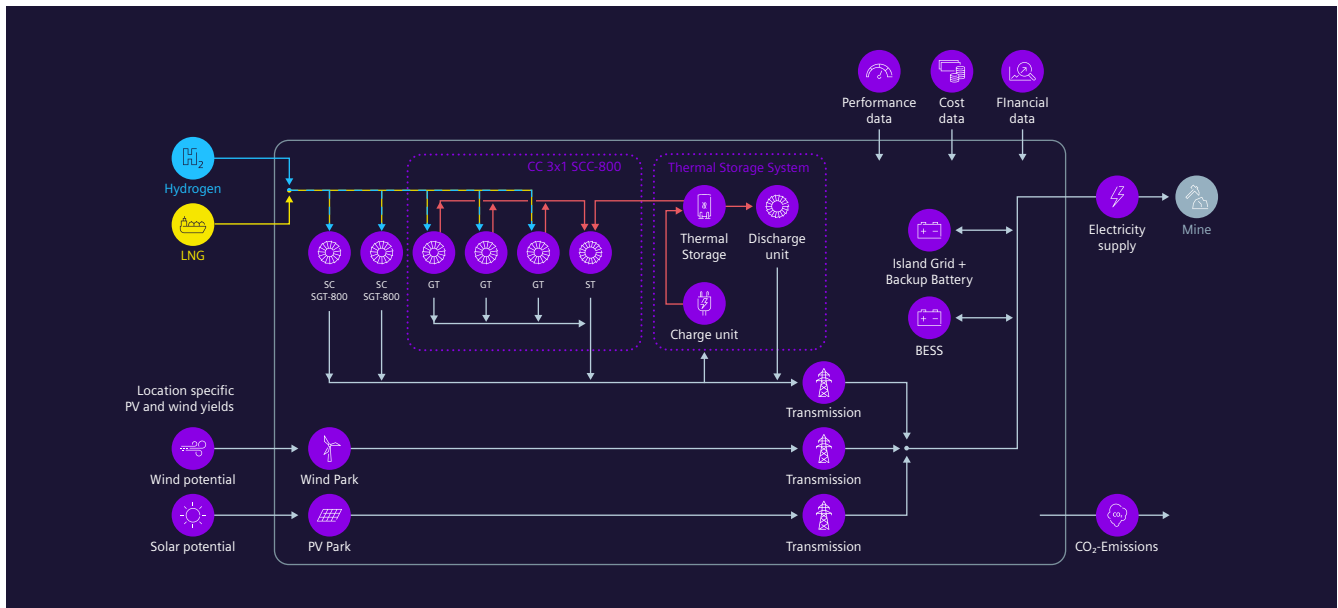 Performance
data
Cost
data
FInancial
data
H₂
Hydrogen
LNG
CC 3x1 SCC-800
Thermal Storage System
SC
SGT-800
SC
SGT-800
GT
GT
GT
ST
Thermal
Storage
Discharge
unit
Charge unit
Island Grid +
Backup Battery
BESS
Electricity
supply
Mine
Location specific
PV and wind yields
Transmission
Wind potential
Wind Park
Transmission
Solar potential
PV Park
Transmission
CO₂
CO₂-Emissions